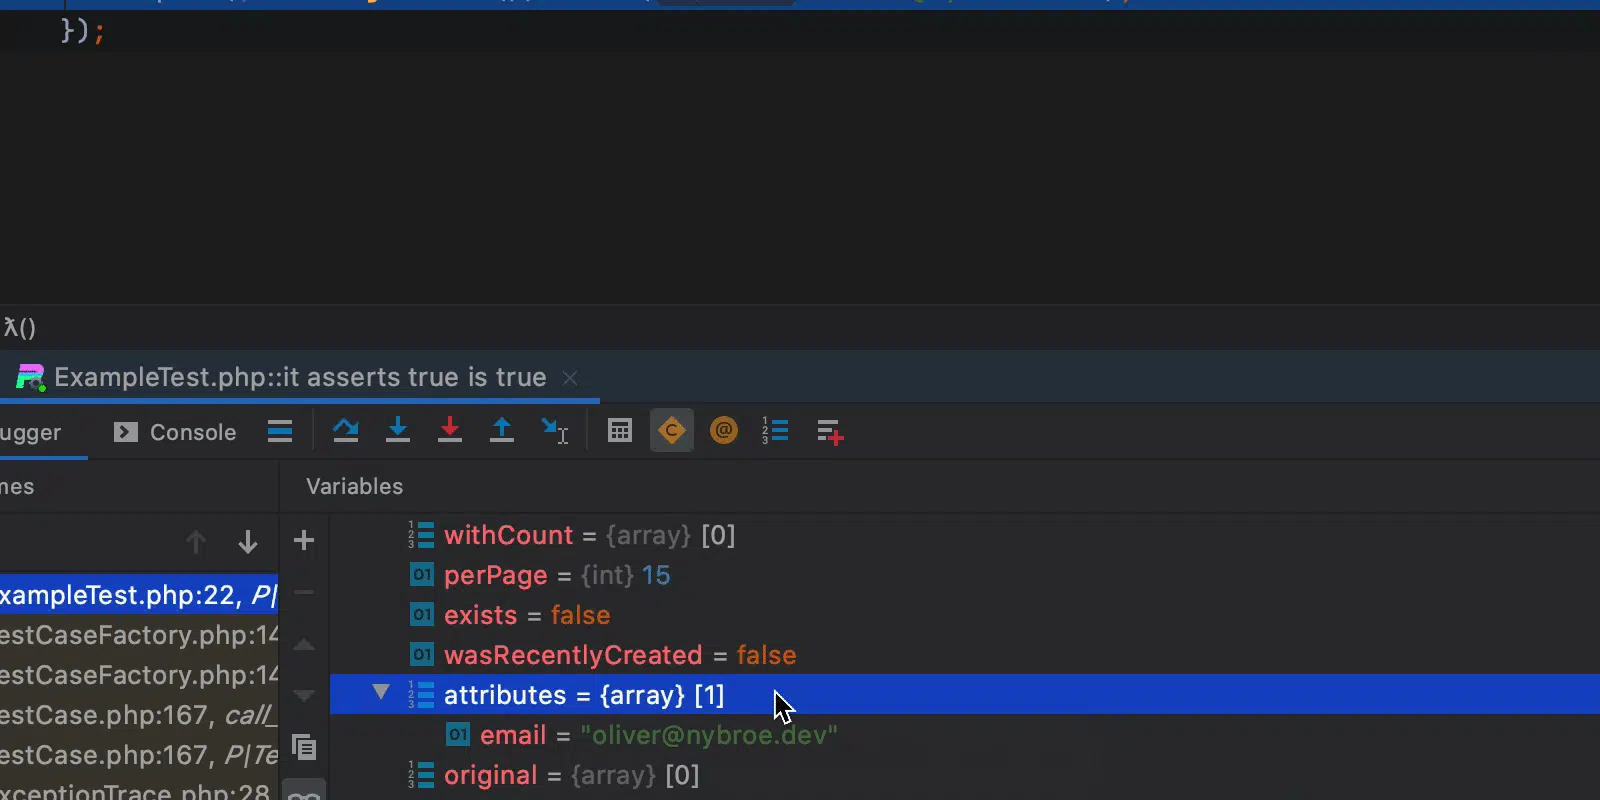 });
ƛ()
ExampleTest.php::it asserts true is true
ugger
Console
mes
Variables
xampleTest.php:22, P|
estCaseFactory.php:14
estCaseFactory.php:14
estCase.php:167, call_
estCase.php:167, P|Te
xceptionTrace.php:28
withCount = {array} [0]
perPage = {int} 15
exists = false
wasRecentlyCreated = false
attributes = {array} [1]
email = "oliver@nybroe.dev"
original = {array} [0]